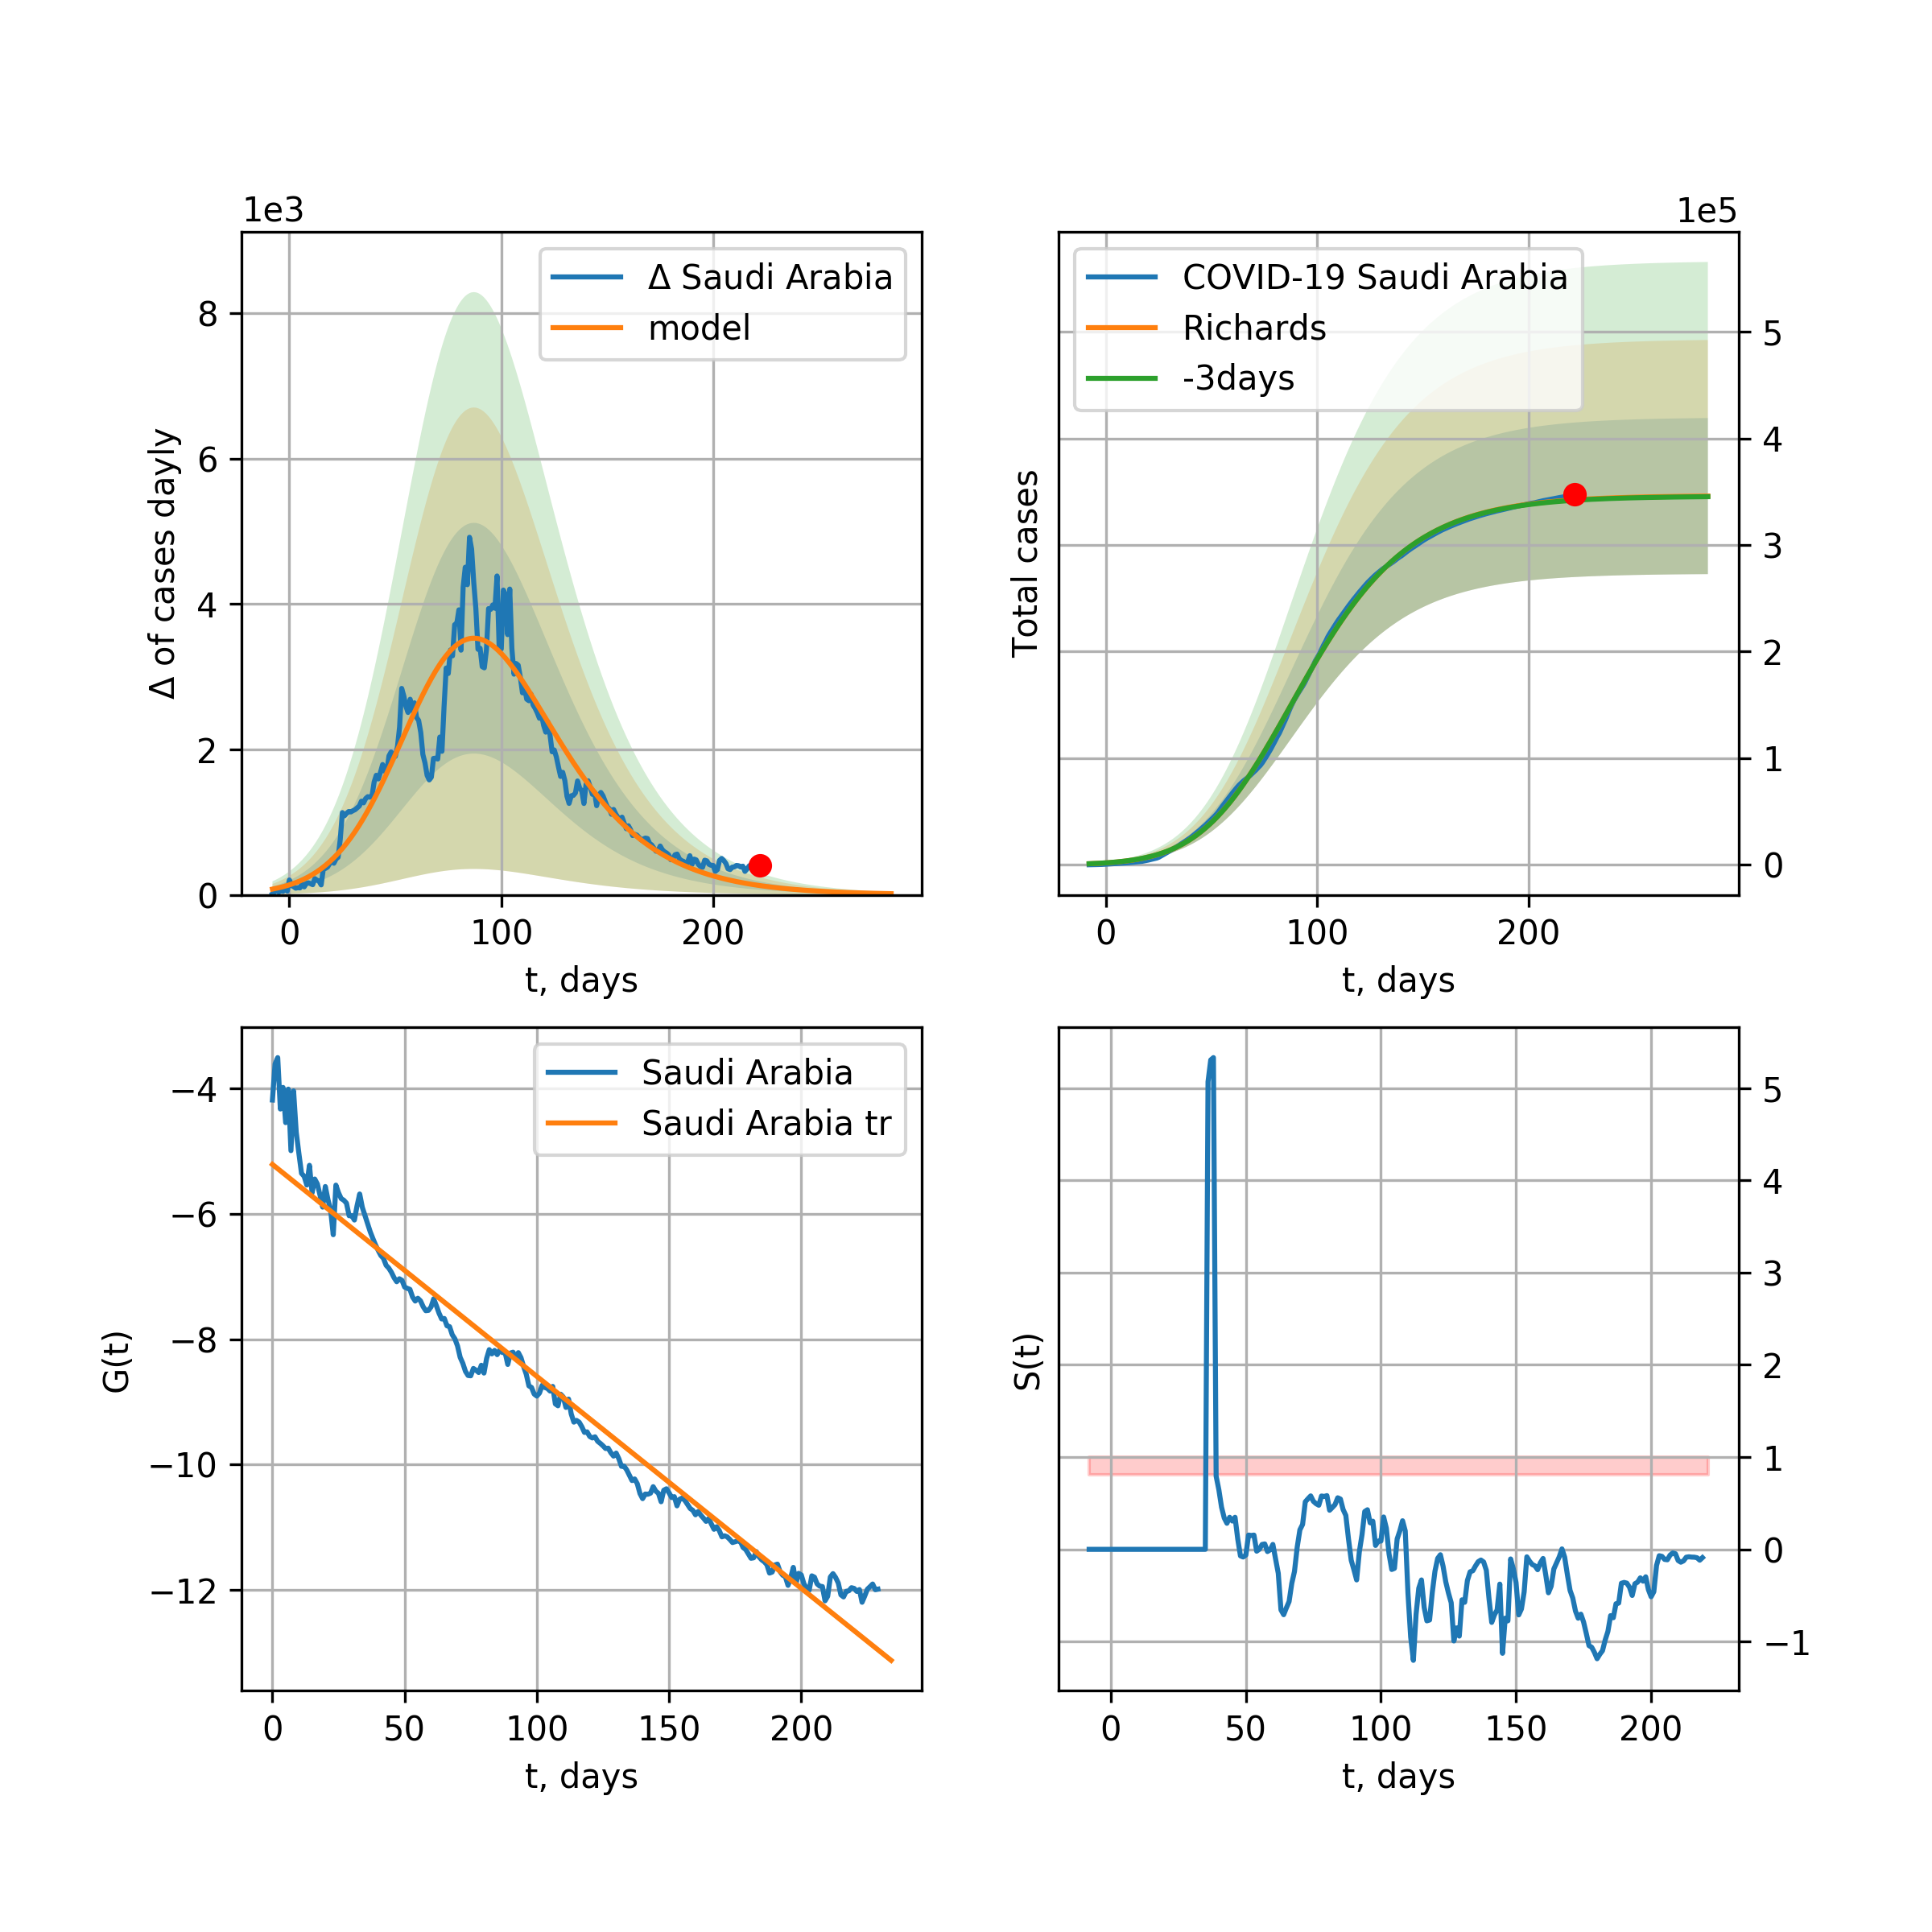 1e3
Δ Saudi Arabia
model
8
6
4
2
0
Δ of cases dayly
0 100 200
t, days
1e5
COVID-19 Saudi Arabia
Richards
-3days
5
4
3
2
1
0
Total cases
0 100 200
t, days
Saudi Arabia
Saudi Arabia tr
−4
−6
−8
−10
−12
G(t)
0 50 100 150 200
t, days
5
4
3
2
1
0
−1
S(t)
0 50 100 150 200
t, days